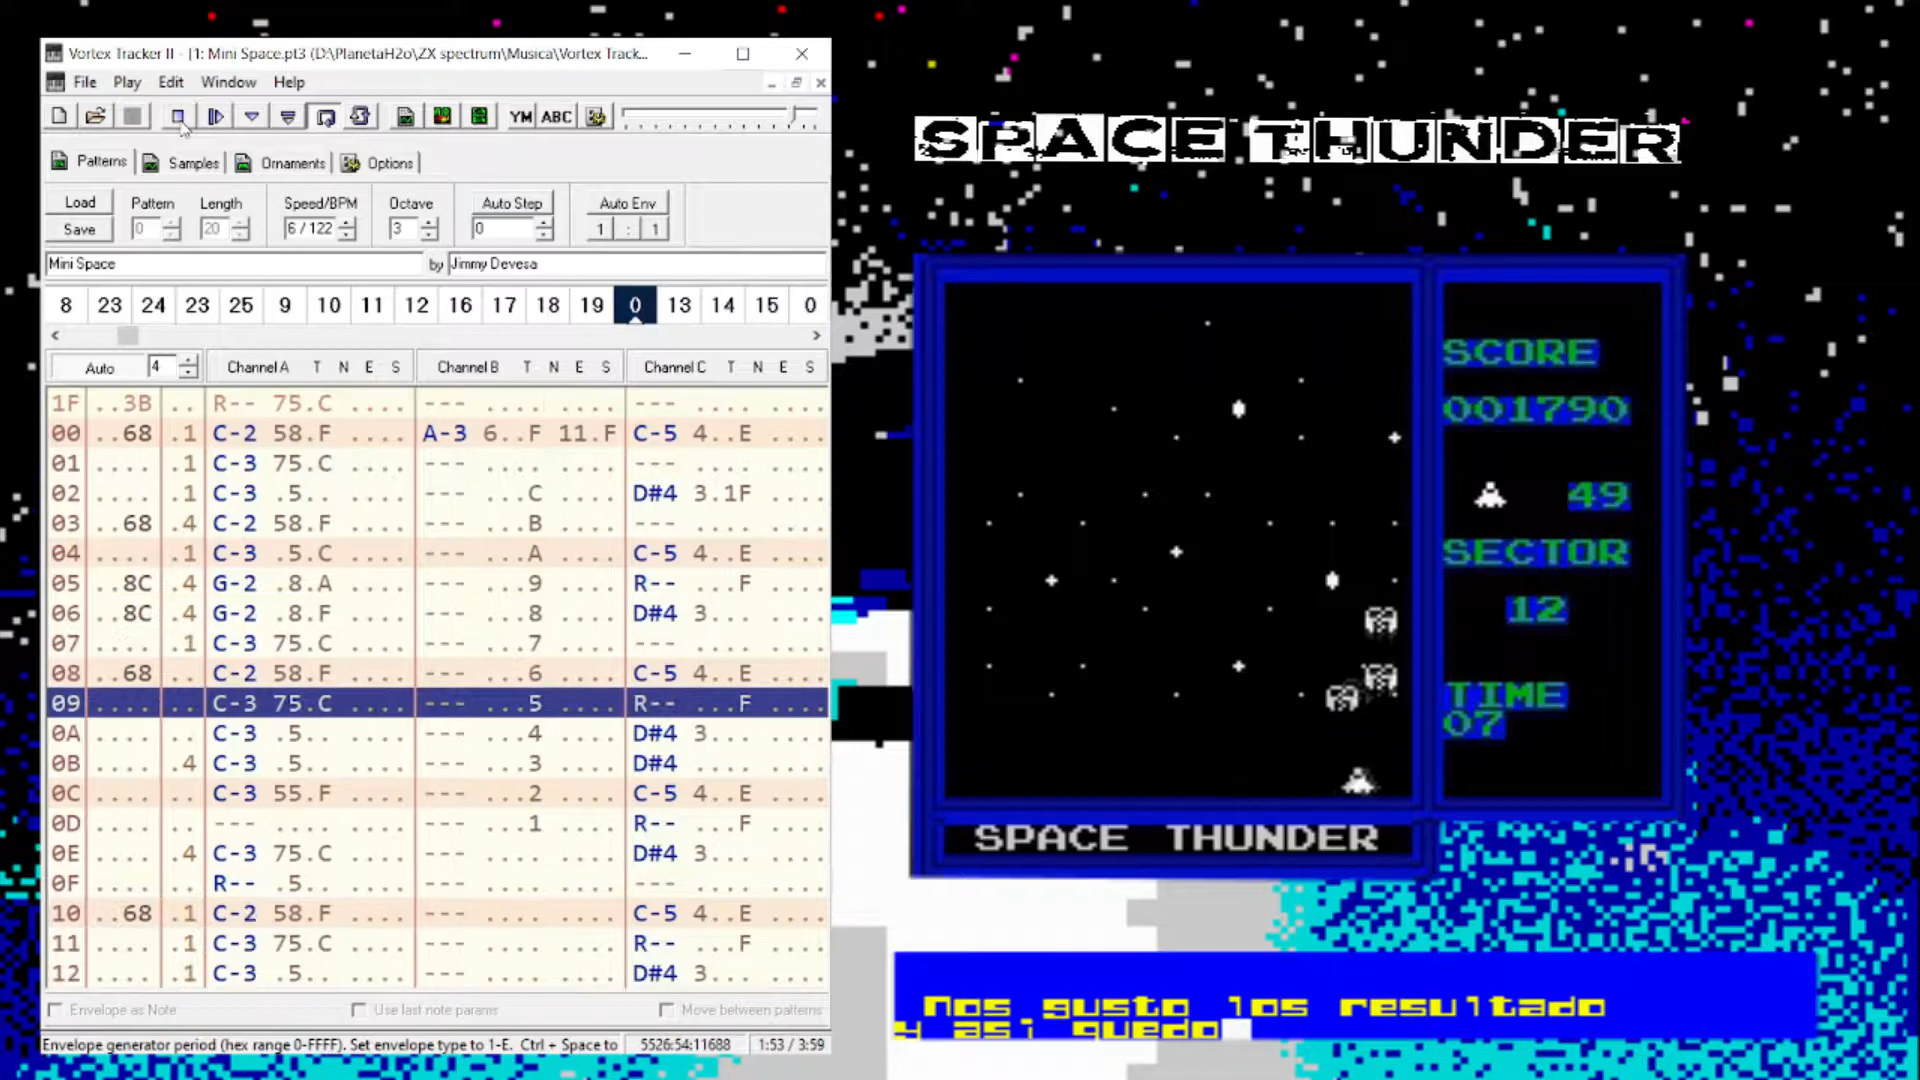 Vortex Tracker II - [1: Mini Space.pt3 (D:\PlanetaH2o\ZX spectrum\Musica\Vortex Track...
File Play Edit Window Help
YM ABC
Patterns Samples Ornaments Options
Load Pattern Length Speed/BPM Octave Auto Step Auto Env
Save 0 20 6 / 122 3 0 1 : 1
Mini Space by Jimmy Devesa
8 23 24 23 25 9 10 11 12 16 17 18 19 0 13 14 15 0
Auto 4 Channel A T N E S Channel B T N E S Channel C T N E S
1F ..3B .. R-- 75.C .... --- .... .... --- .... ....
00 ..68 .1 C-2 58.F .... A-3 6..F 11.F C-5 4..E ....
01 .... .1 C-3 75.C .... --- .... .... --- .... ....
02 .... .1 C-3 .5.. .... --- ...C .... D#4 3.1F ....
03 ..68 .4 C-2 58.F .... --- ...B .... --- .... ....
04 .... .1 C-3 .5.C .... --- ...A .... C-5 4..E ....
05 ..8C .4 G-2 .8.A .... --- ...9 .... R-- ...F ....
06 ..8C .4 G-2 .8.F .... --- ...8 .... D#4 3... ....
07 .... .1 C-3 75.C .... --- ...7 .... --- .... ....
08 ..68 .. C-2 58.F .... --- ...6 .... C-5 4..E ....
09 .... .. C-3 75.C .... --- ...5 .... R-- ...F ....
0A .... .. C-3 .5.. .... --- ...4 .... D#4 3... ....
0B .... .4 C-3 .5.. .... --- ...3 .... D#4 .... ....
0C .... .. C-3 55.F .... --- ...2 .... C-5 4..E ....
0D .... .. --- .... .... --- ...1 .... R-- ...F ....
0E .... .4 C-3 75.C .... --- .... .... D#4 3... ....
0F .... .. R-- .5.. .... --- .... .... --- .... ....
10 ..68 .1 C-2 58.F .... --- .... .... C-5 4..E ....
11 .... .1 C-3 75.C .... --- .... .... R-- ...F ....
12 .... .1 C-3 .5.. .... --- .... .... D#4 3... ....
Envelope as Note Use last note params Move between patterns
Envelope generator period (hex range 0-FFFF). Set envelope type to 1-E. Ctrl + Space to 5526:54:11688 1:53 / 3:59
SPACE THUNDER
SCORE
001790
49
SECTOR
12
TIME
07
SPACE THUNDER
Nos gusto los resultado
y asi quedo